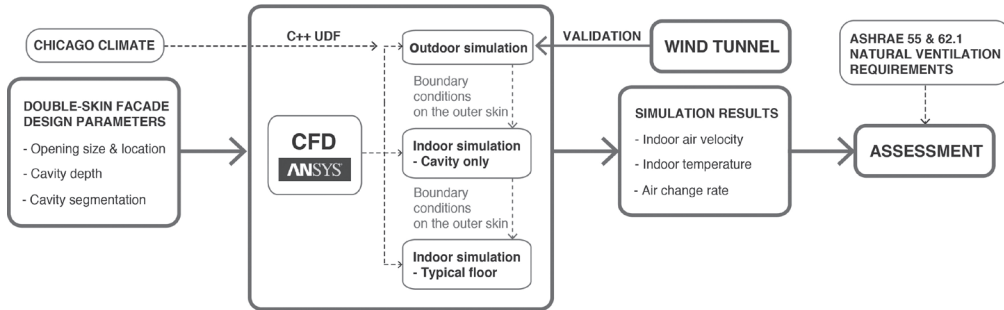 CHICAGO CLIMATE
DOUBLE-SKIN FACADE
DESIGN PARAMETERS
- Opening size & location
- Cavity depth
- Cavity segmentation
C++ UDF
CFD
ANSYS
Outdoor simulation
Boundary
conditions
on the outer skin
Indoor simulation
- Cavity only
Boundary
conditions
on the outer skin
Indoor simulation
- Typical floor
VALIDATION
WIND TUNNEL
SIMULATION RESULTS
- Indoor air velocity
- Indoor temperature
- Air change rate
ASHRAE 55 & 62.1
NATURAL VENTILATION
REQUIREMENTS
ASSESSMENT